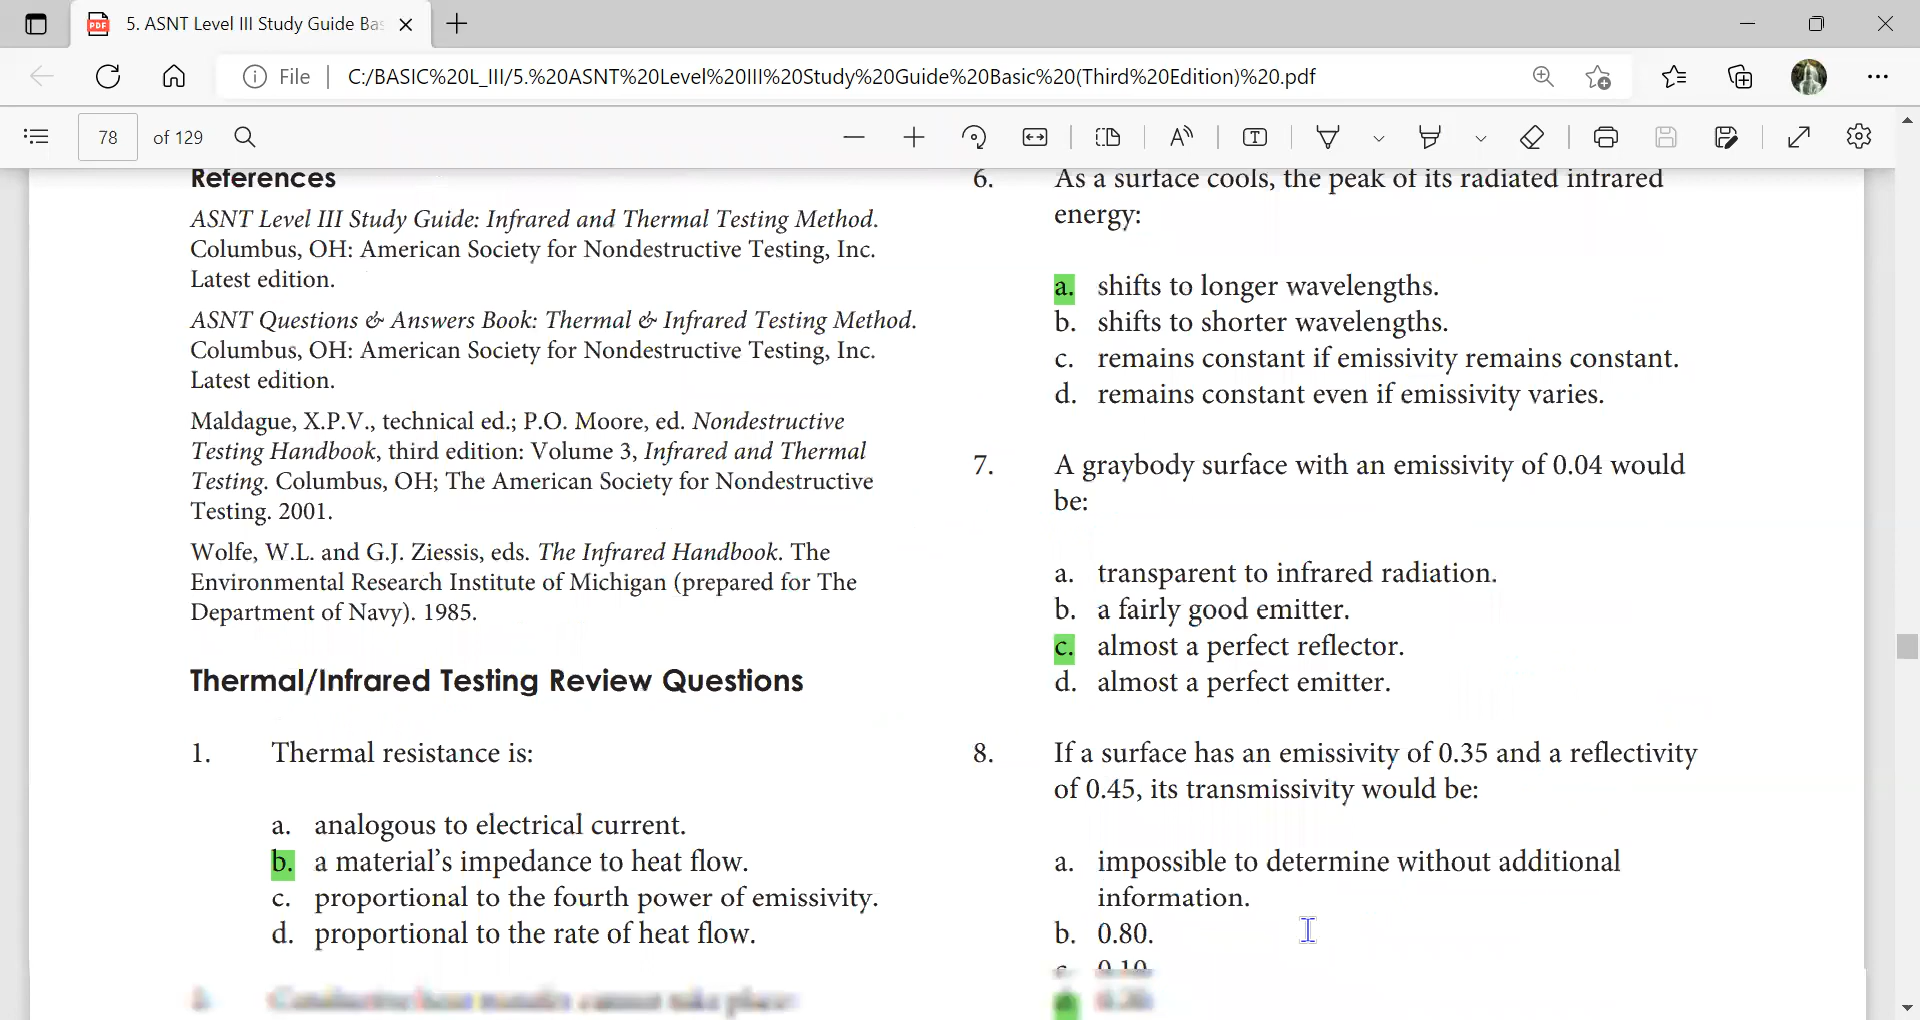 5. ASNT Level III Study Guide Ba
File
C:/BASIC%20L_III/5.%20ASNT%20Level%20III%20Study%20Guide%20Basic%20(Third%20Edition)%20.pdf
78 of 129
References
ASNT Level III Study Guide: Infrared and Thermal Testing Method.
Columbus, OH: American Society for Nondestructive Testing, Inc.
Latest edition.
ASNT Questions & Answers Book: Thermal & Infrared Testing Method.
Columbus, OH: American Society for Nondestructive Testing, Inc.
Latest edition.
Maldague, X.P.V., technical ed.; P.O. Moore, ed. Nondestructive
Testing Handbook, third edition: Volume 3, Infrared and Thermal
Testing. Columbus, OH; The American Society for Nondestructive
Testing. 2001.
Wolfe, W.L. and G.J. Ziessis, eds. The Infrared Handbook. The
Environmental Research Institute of Michigan (prepared for The
Department of Navy). 1985.
Thermal/Infrared Testing Review Questions
1. Thermal resistance is:
a. analogous to electrical current.
b. a material's impedance to heat flow.
c. proportional to the fourth power of emissivity.
d. proportional to the rate of heat flow.
6. As a surface cools, the peak of its radiated infrared
energy:
a. shifts to longer wavelengths.
b. shifts to shorter wavelengths.
c. remains constant if emissivity remains constant.
d. remains constant even if emissivity varies.
7. A graybody surface with an emissivity of 0.04 would
be:
a. transparent to infrared radiation.
b. a fairly good emitter.
c. almost a perfect reflector.
d. almost a perfect emitter.
8. If a surface has an emissivity of 0.35 and a reflectivity
of 0.45, its transmissivity would be:
a. impossible to determine without additional
information.
b. 0.80.
c. 0.10.